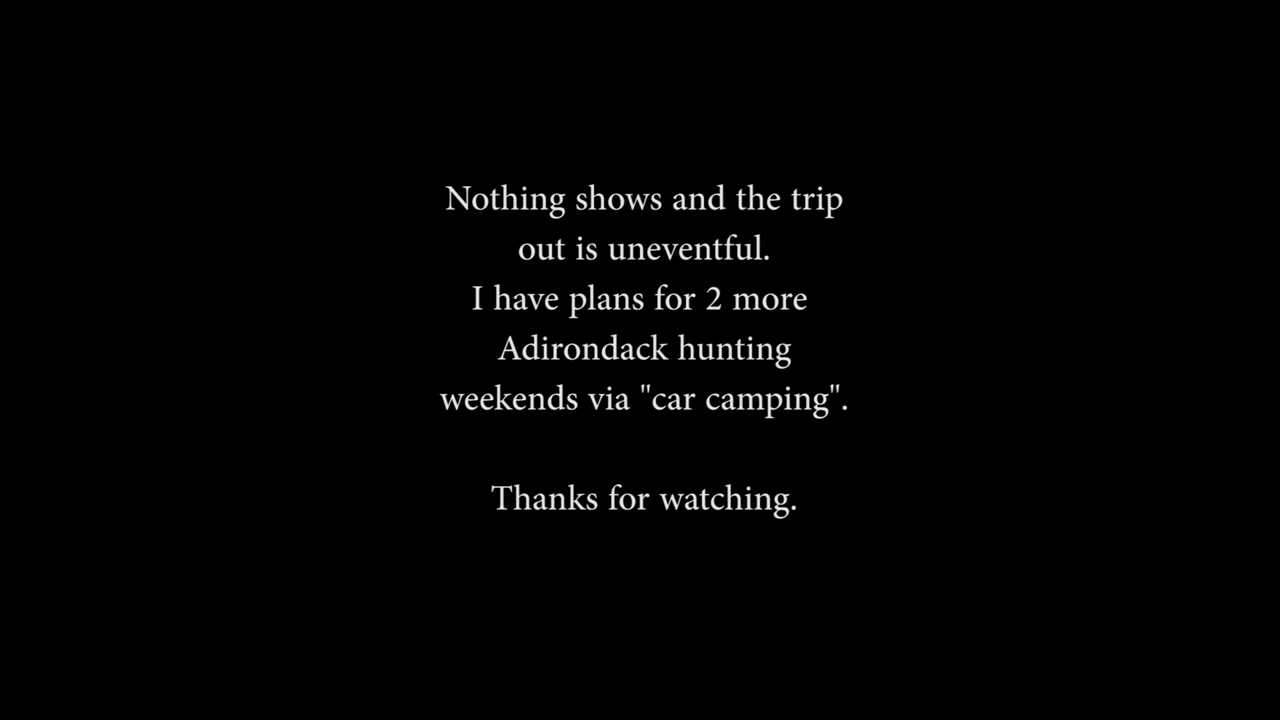 Nothing shows and the trip
out is uneventful.
I have plans for 2 more
Adirondack hunting
weekends via "car camping".
Thanks for watching.